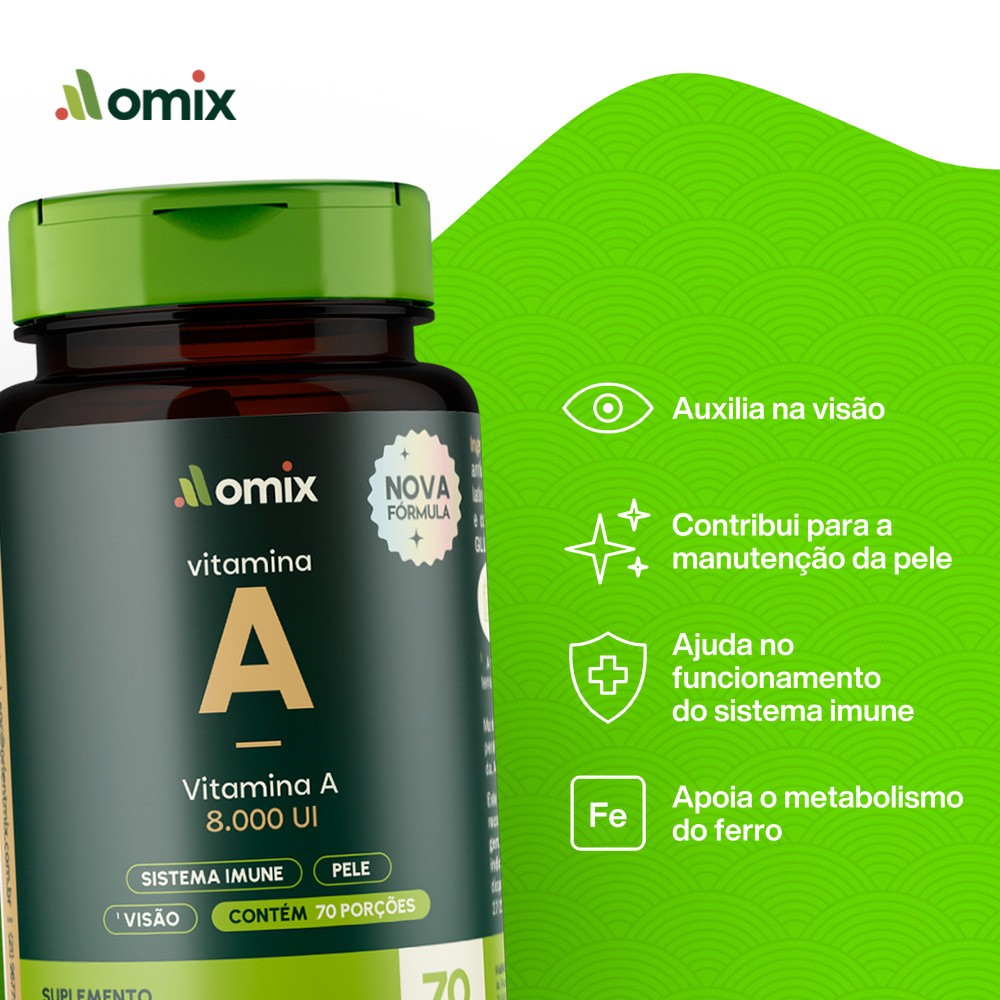 omix
omix
NOVA
FÓRMULA
vitamina
A
Vitamina A
8.000 UI
SISTEMA IMUNE
PELE
¹ VISÃO
CONTÉM 70 PORÇÕES
SUPLEMENTO
70
Auxilia na visão
Contribui para a
manutenção da pele
Ajuda no
funcionamento
do sistema imune
Fe
Apoia o metabolismo
do ferro